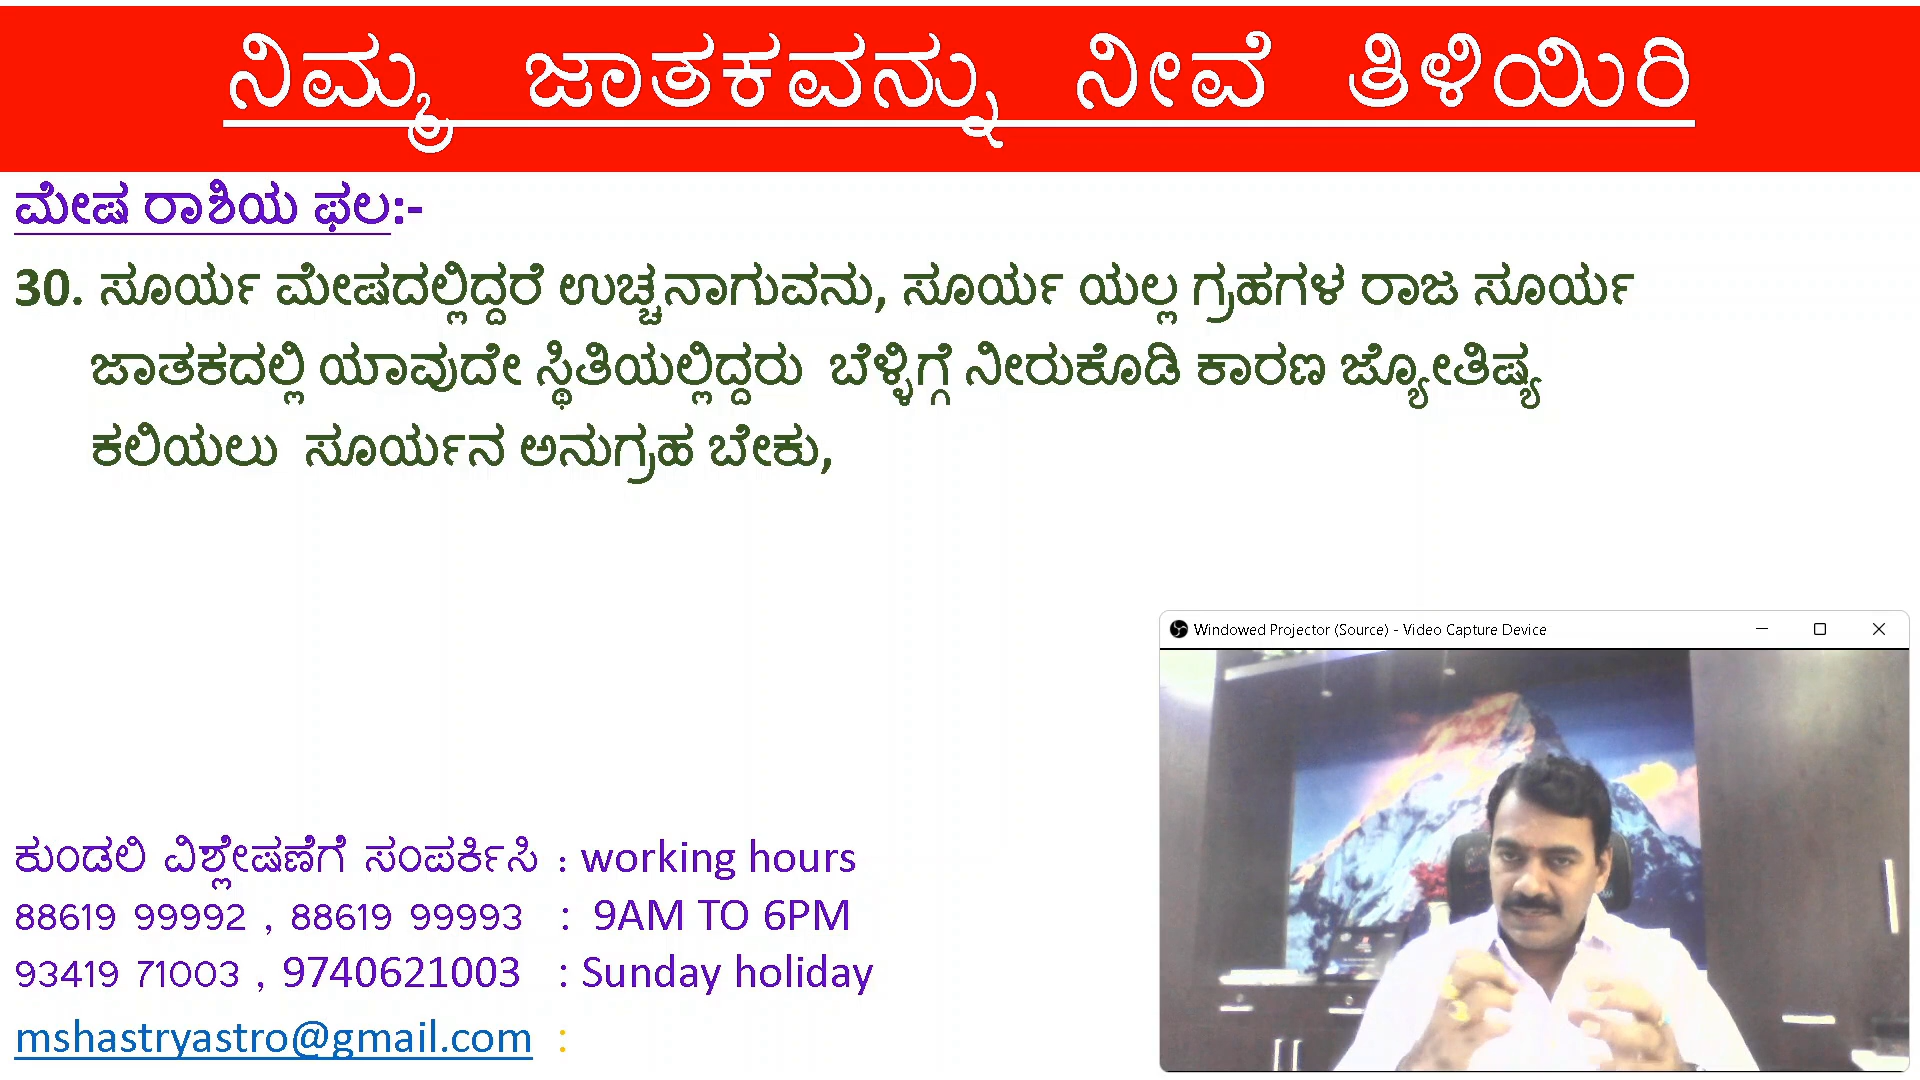 ನಿಮ್ಮ ಜಾತಕವನ್ನು ನೀವೆ ತಿಳಿಯಿರಿ
ಮೇಷ ರಾಶಿಯ ಫಲ:-
30. ಸೂರ್ಯ ಮೇಷದಲ್ಲಿದ್ದರೆ ಉಚ್ಚನಾಗುವನು, ಸೂರ್ಯ ಯಲ್ಲ ಗ್ರಹಗಳ ರಾಜ ಸೂರ್ಯ
ಜಾತಕದಲ್ಲಿ ಯಾವುದೇ ಸ್ಥಿತಿಯಲ್ಲಿದ್ದರು ಬೆಳ್ಳಿಗ್ಗೆ ನೀರುಕೊಡಿ ಕಾರಣ ಜ್ಯೋತಿಷ್ಯ
ಕಲಿಯಲು ಸೂರ್ಯನ ಅನುಗ್ರಹ ಬೇಕು,
Windowed Projector (Source) - Video Capture Device
ಕುಂಡಲಿ ವಿಶ್ಲೇಷಣೆಗೆ ಸಂಪರ್ಕಿಸಿ : working hours
88619 99992 , 88619 99993 : 9AM TO 6PM
93419 71003 , 9740621003 : Sunday holiday
mshastryastro@gmail.com :